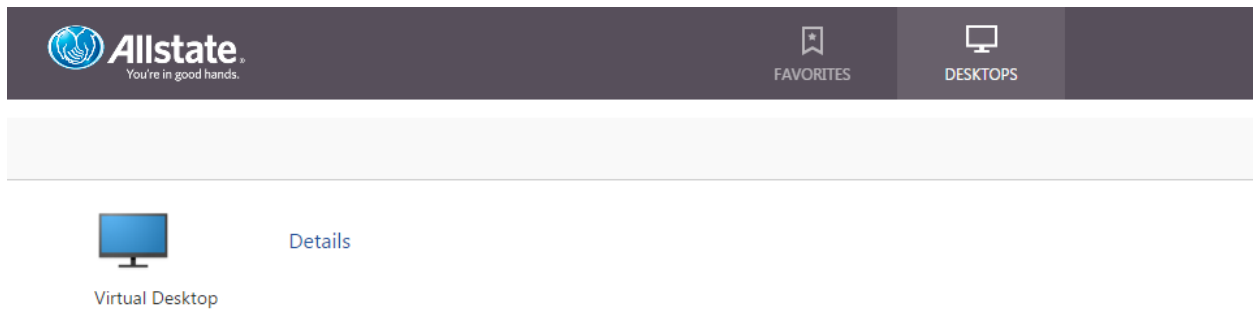 Allstate®
You're in good hands.
FAVORITES
DESKTOPS
Details
Virtual Desktop